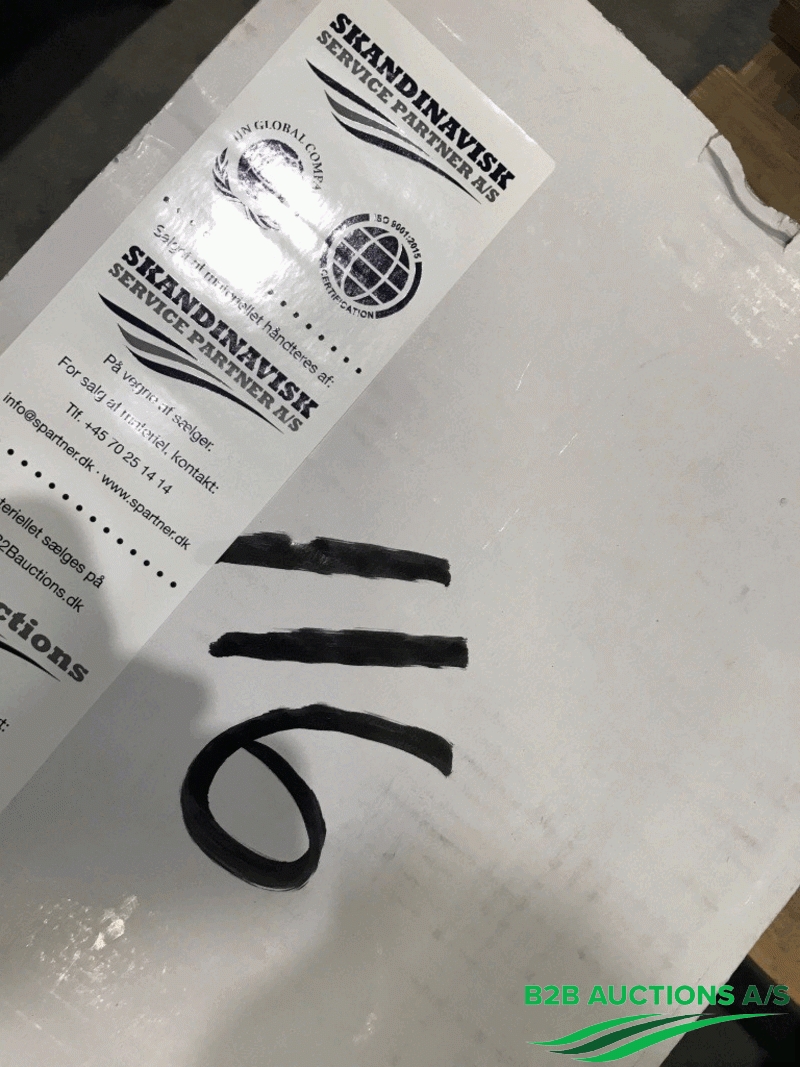 SKANDINAVISK
SERVICE PARTNER A/S
UN GLOBAL COMPA
ISO 9001:2015
CERTIFICATION
Salg af materiellet håndteres af:
SKANDINAVISK
SERVICE PARTNER A/S
På vegne af sælger.
For salg af materiel, kontakt:
Tlf. +45 70 25 14 14
info@spartner.dk · www.spartner.dk
teriellet sælges på
2Bauctions.dk
ctions
t:
116
B2B AUCTIONS A/S